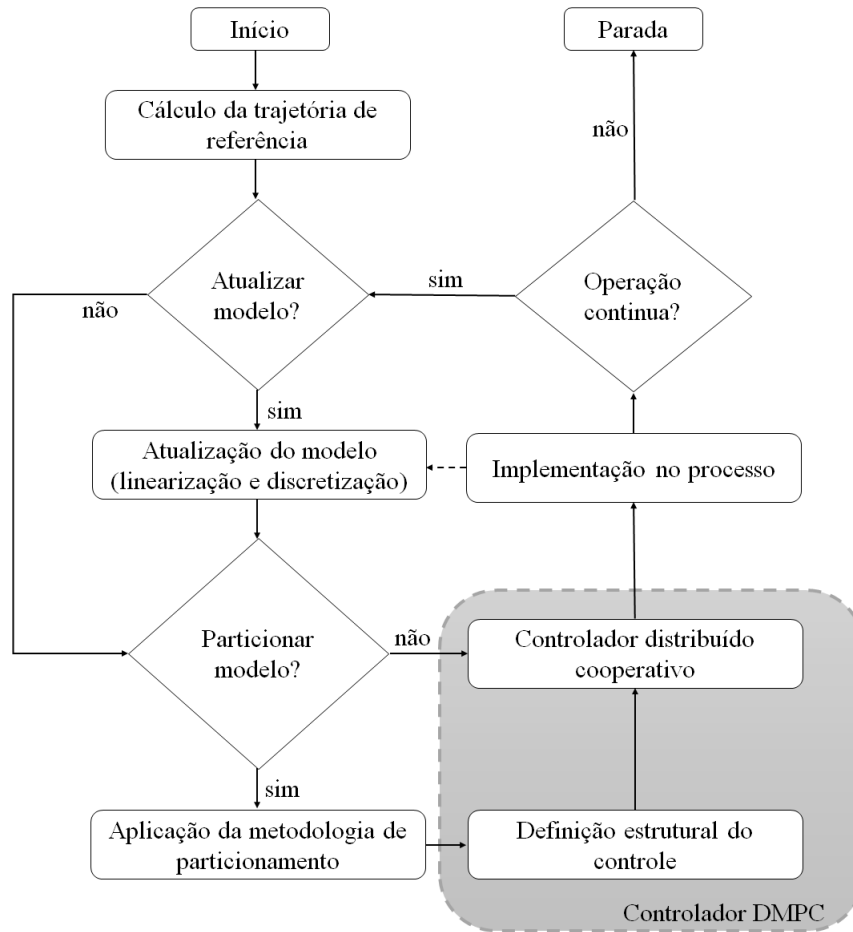 Início
Parada
Cálculo da trajetória de
referência
não
Atualizar
modelo?
sim
Operação
continua?
não
sim
Atualização do modelo
(linearização e discretização)
Implementação no processo
Particionar
modelo?
não
Controlador distribuído
cooperativo
sim
Aplicação da metodologia de
particionamento
Definição estrutural do
controle
Controlador DMPC